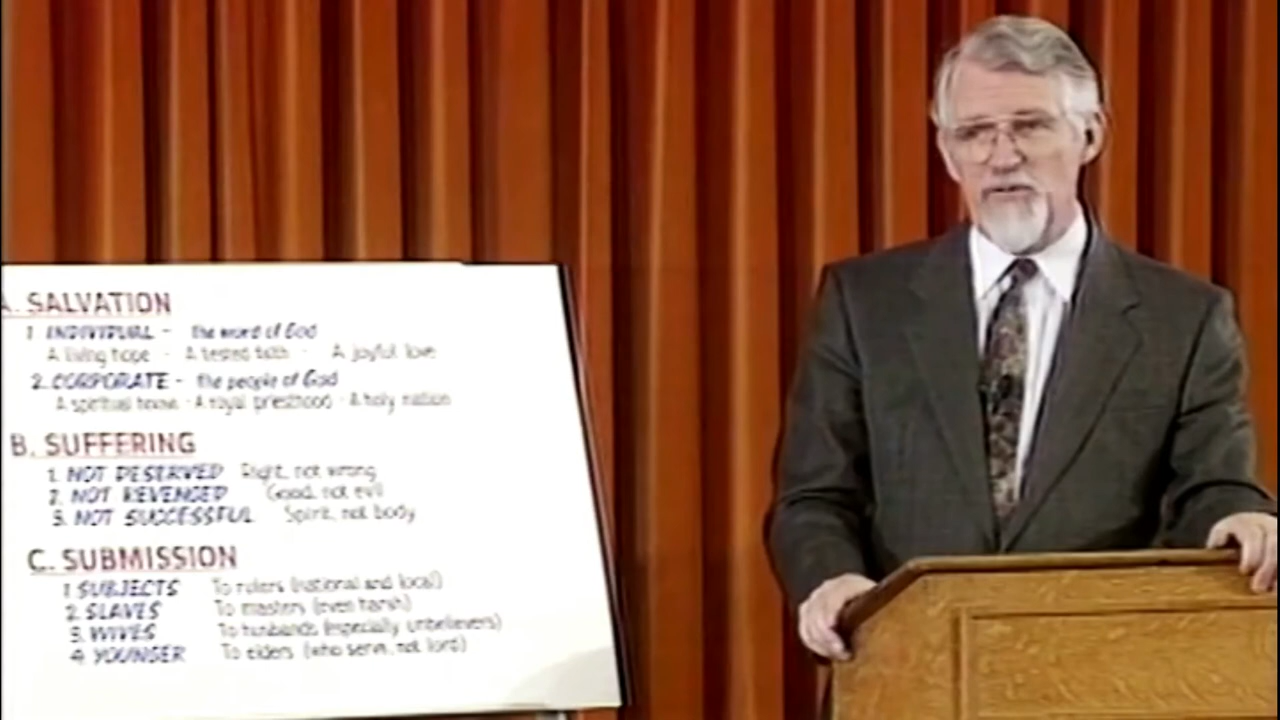 A. SALVATION
1 INDIVIDUAL - the word of God
A living hope - A tested faith - A joyful love
2. CORPORATE - the people of God
A spiritual house - A royal priesthood - A holy nation
B. SUFFERING
1. NOT DESERVED Right, not wrong
2. NOT REVENGED Good, not evil
3. NOT SUCCESSFUL Spirit, not body
C. SUBMISSION
1 SUBJECTS To rulers (national and local)
2. SLAVES To masters (even harsh)
3. WIVES To husbands (especially unbelievers)
4 YOUNGER To elders (who serve, not lord)